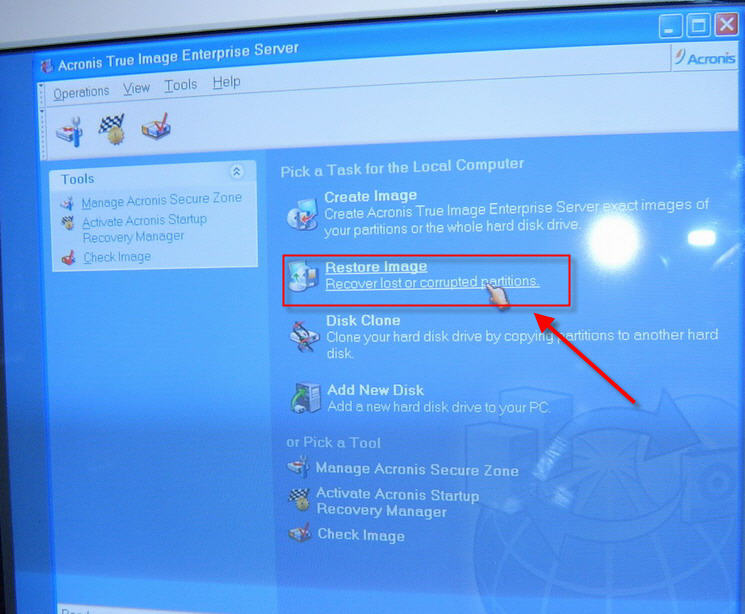 Acronis True Image Enterprise Server
Operations View Tools Help
Acronis
Tools
Manage Acronis Secure Zone
Activate Acronis Startup
Recovery Manager
Check Image
Pick a Task for the Local Computer
Create Image
Create Acronis True Image Enterprise Server exact images of
your partitions or the whole hard disk drive.
Restore Image
Recover lost or corrupted partitions.
Disk Clone
Clone your hard disk drive by copying partitions to another hard
disk.
Add New Disk
Add a new hard disk drive to your PC.
or Pick a Tool
Manage Acronis Secure Zone
Activate Acronis Startup
Recovery Manager
Check Image